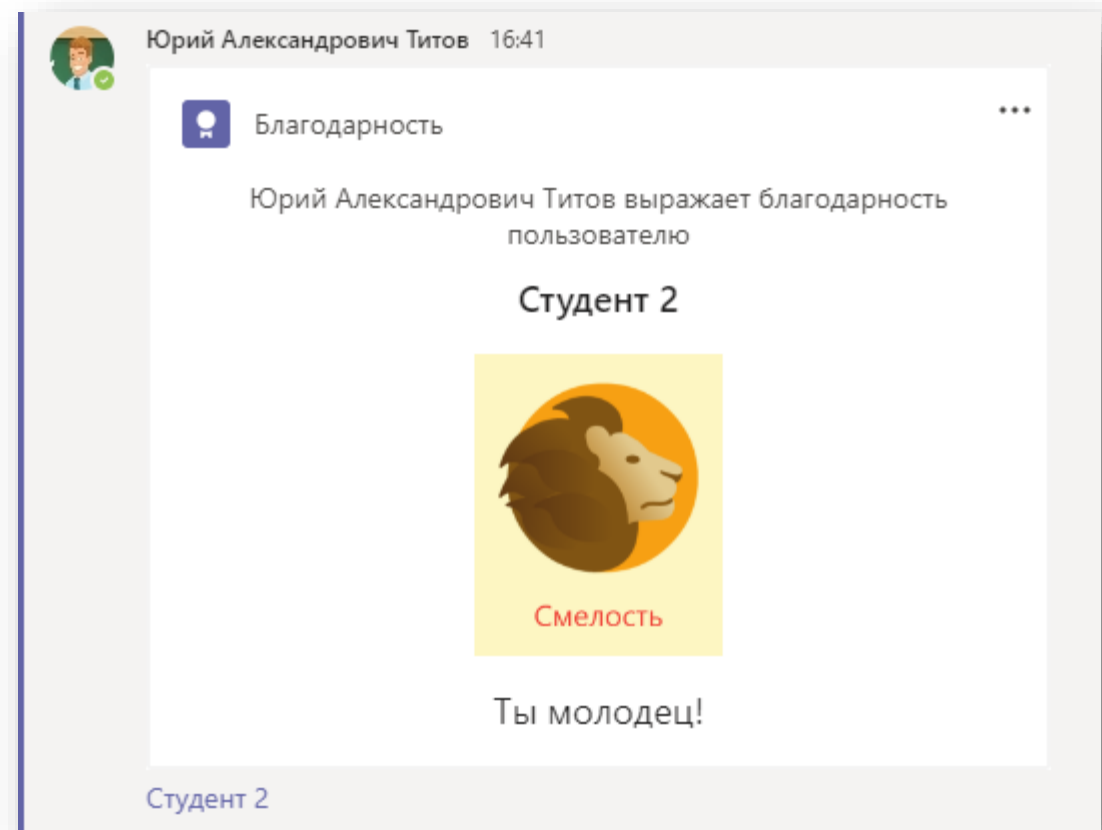 Юрий Александрович Титов 16:41
Благодарность
Юрий Александрович Титов выражает благодарность
пользователю
Студент 2
Смелость
Ты молодец!
Студент 2